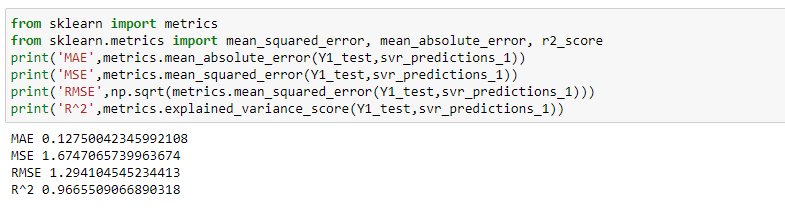 from sklearn import metrics
from sklearn.metrics import mean_squared_error, mean_absolute_error, r2_score
print('MAE',metrics.mean_absolute_error(Y1_test,svr_predictions_1))
print('MSE',metrics.mean_squared_error(Y1_test,svr_predictions_1))
print('RMSE',np.sqrt(metrics.mean_squared_error(Y1_test,svr_predictions_1)))
print('R^2',metrics.explained_variance_score(Y1_test,svr_predictions_1))
MAE 0.12750042345992108
MSE 1.6747065739963674
RMSE 1.294104545234413
R^2 0.9665509066890318